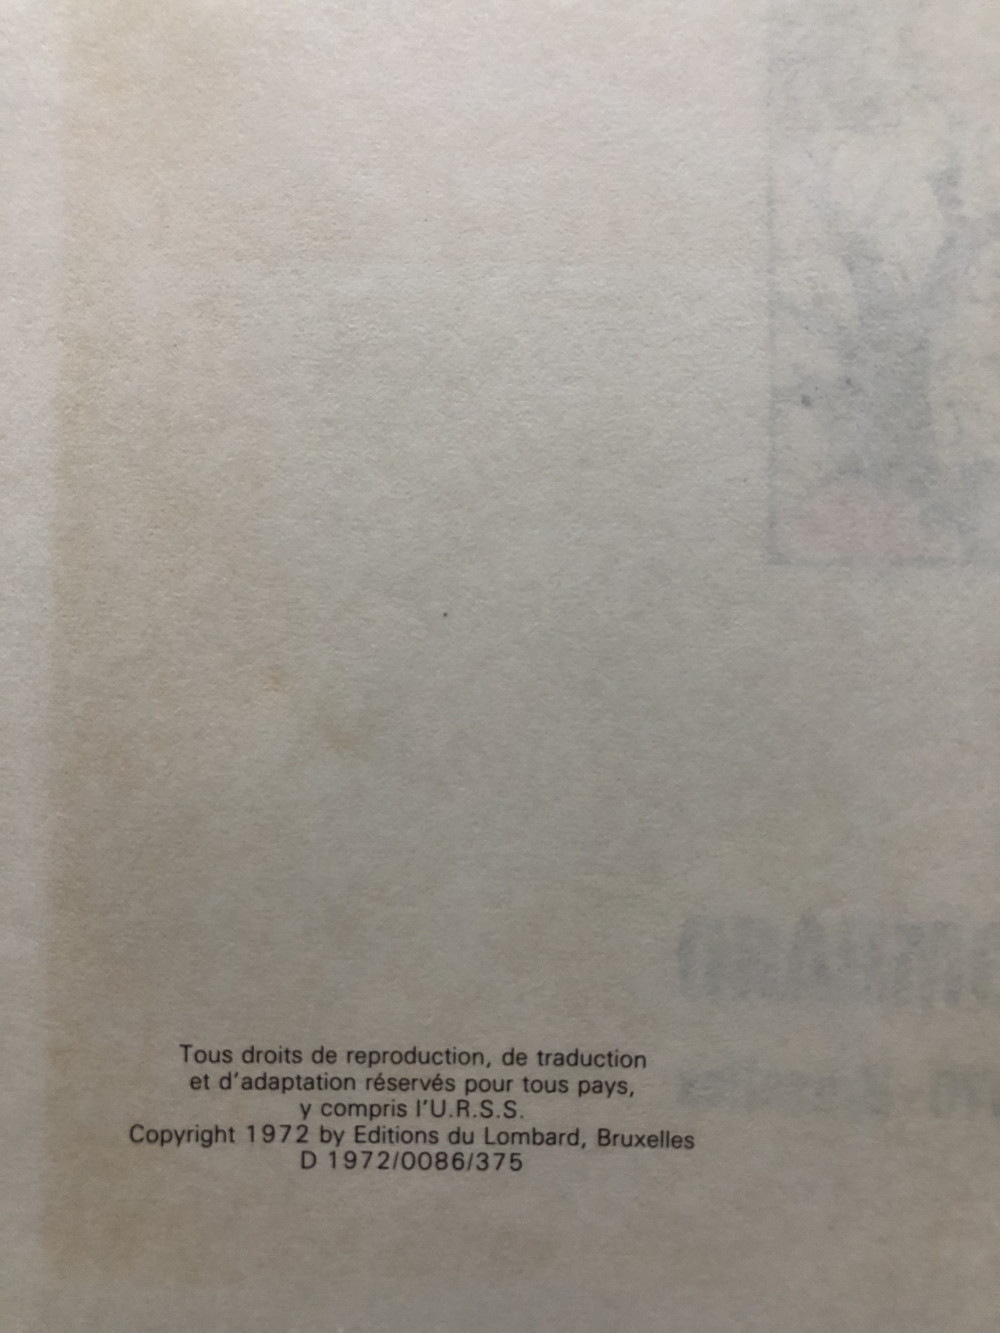 Tous droits de reproduction, de traduction
et d'adaptation réservés pour tous pays,
y compris l'U.R.S.S.
Copyright 1972 by Editions du Lombard, Bruxelles
D 1972/0086/375